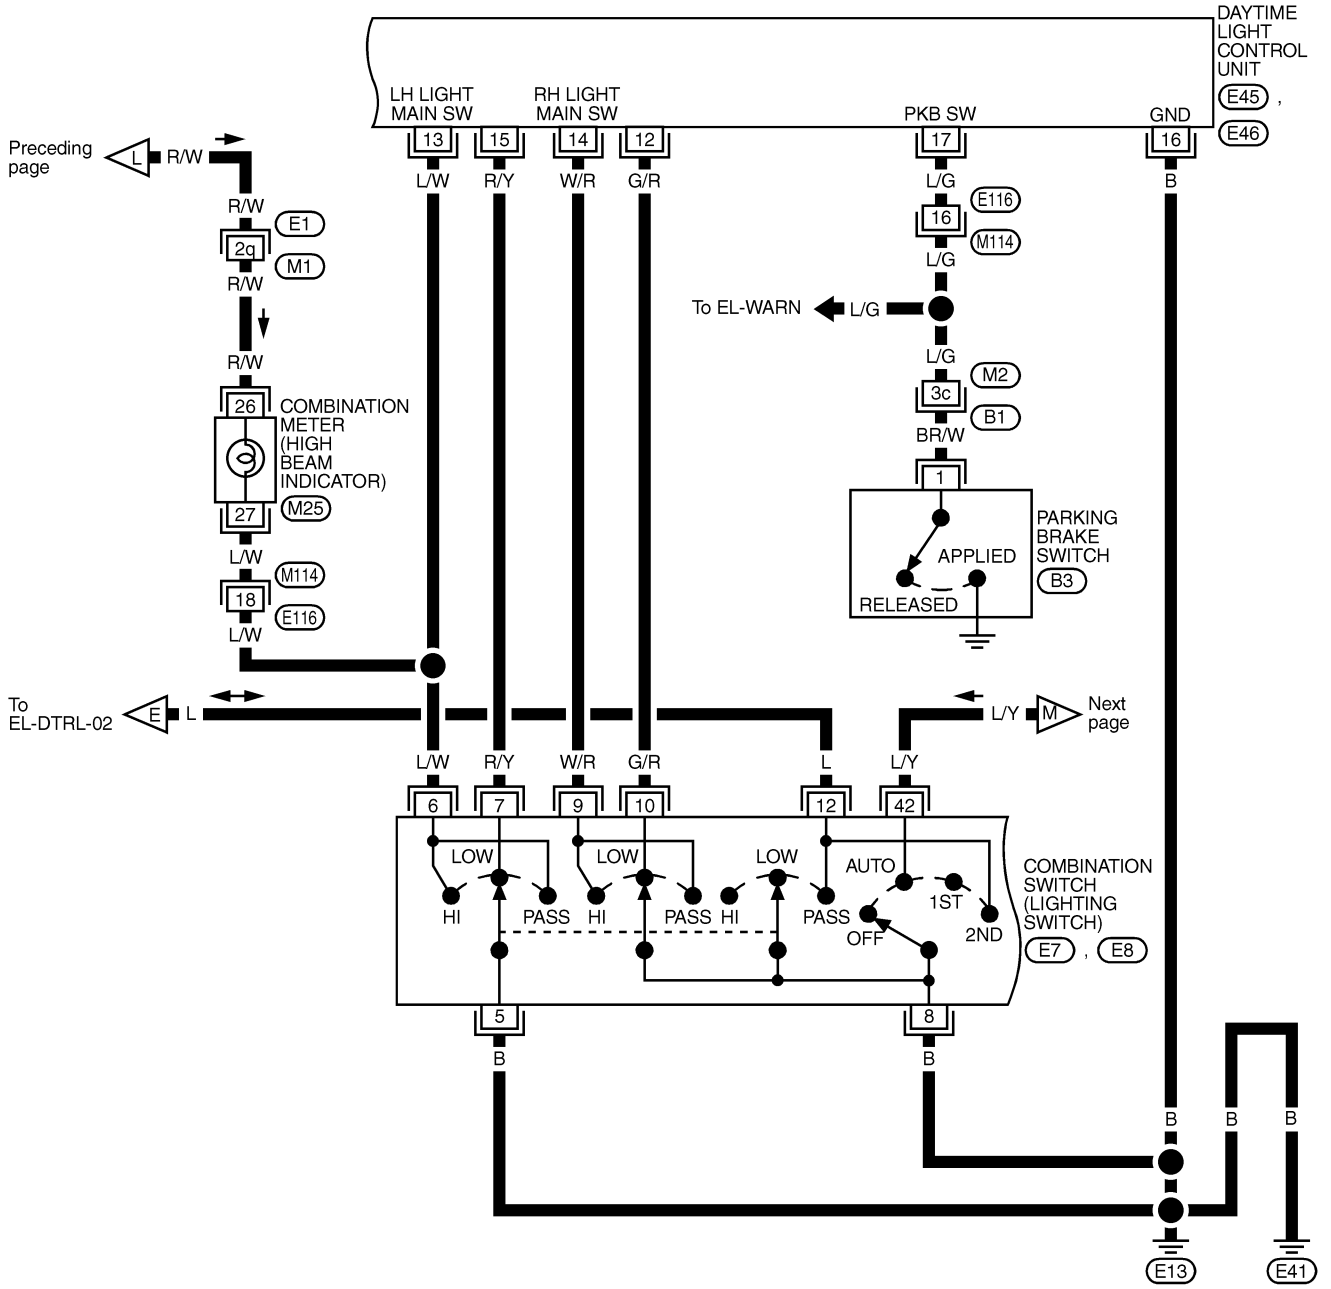 DAYTIME
LIGHT
CONTROL
UNIT
E45 ,
E46
LH LIGHT
MAIN SW
RH LIGHT
MAIN SW
PKB SW
GND
13
15
14
12
17
16
L/W
R/Y
W/R
G/R
L/G
B
Preceding
page
L
R/W
R/W
E1
2q
M1
R/W
R/W
26
COMBINATION
METER
(HIGH
BEAM
INDICATOR)
27
M25
L/W
M114
18
E116
L/W
E116
16
M114
L/G
To EL-WARN
L/G
L/G
M2
3c
B1
BR/W
1
PARKING
BRAKE
SWITCH
B3
APPLIED
RELEASED
To
EL-DTRL-02
E
L
L/Y
M
Next
page
L/W
R/Y
W/R
G/R
L
L/Y
6
7
9
10
12
42
LOW
LOW
LOW
AUTO
1ST
HI
PASS
HI
PASS
HI
PASS
OFF
2ND
COMBINATION
SWITCH
(LIGHTING
SWITCH)
E7 , E8
5
8
B
B
B
B
B
E13
E41